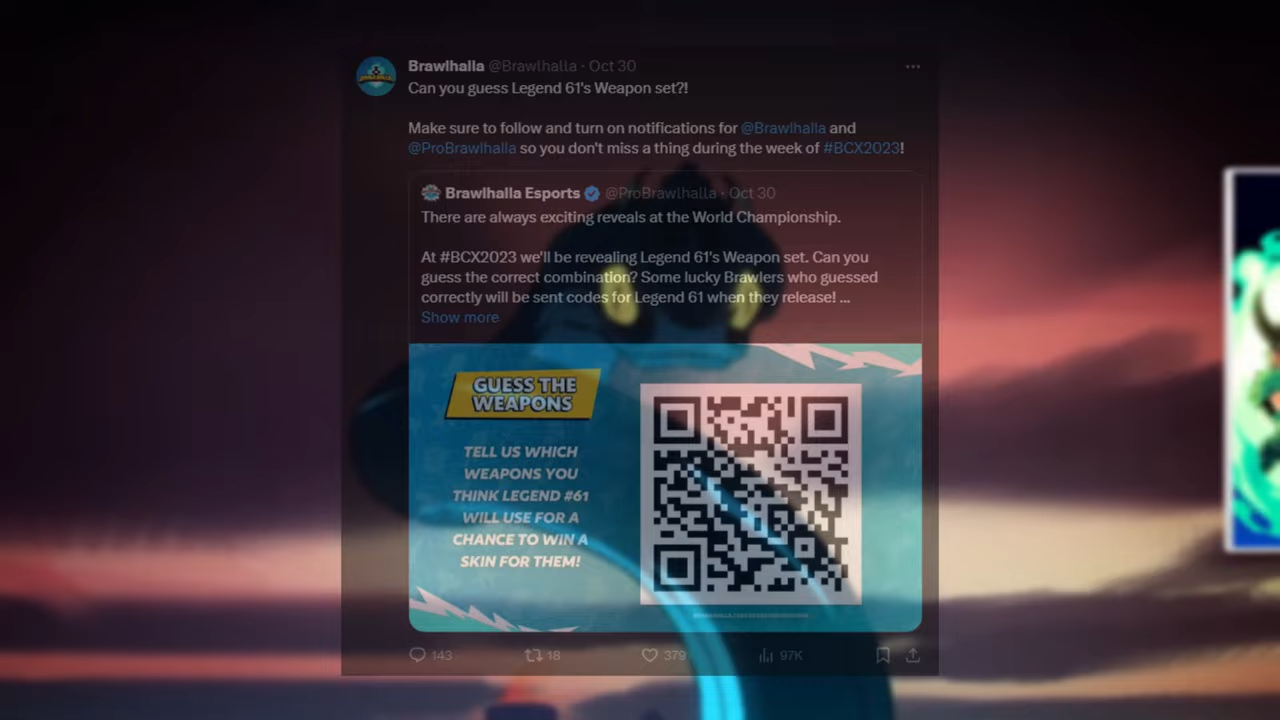 Brawlhalla @Brawlhalla · Oct 30
Can you guess Legend 61's Weapon set?!
Make sure to follow and turn on notifications for @Brawlhalla and
@ProBrawlhalla so you don't miss a thing during the week of #BCX2023!
Brawlhalla Esports @ProBrawlhalla · Oct 30
There are always exciting reveals at the World Championship.
At #BCX2023 we'll be revealing Legend 61's Weapon set. Can you
guess the correct combination? Some lucky Brawlers who guessed
correctly will be sent codes for Legend 61 when they release! ...
Show more
GUESS THE
WEAPONS
TELL US WHICH
WEAPONS YOU
THINK LEGEND #61
WILL USE FOR A
CHANCE TO WIN A
SKIN FOR THEM!
143 18 379 97K